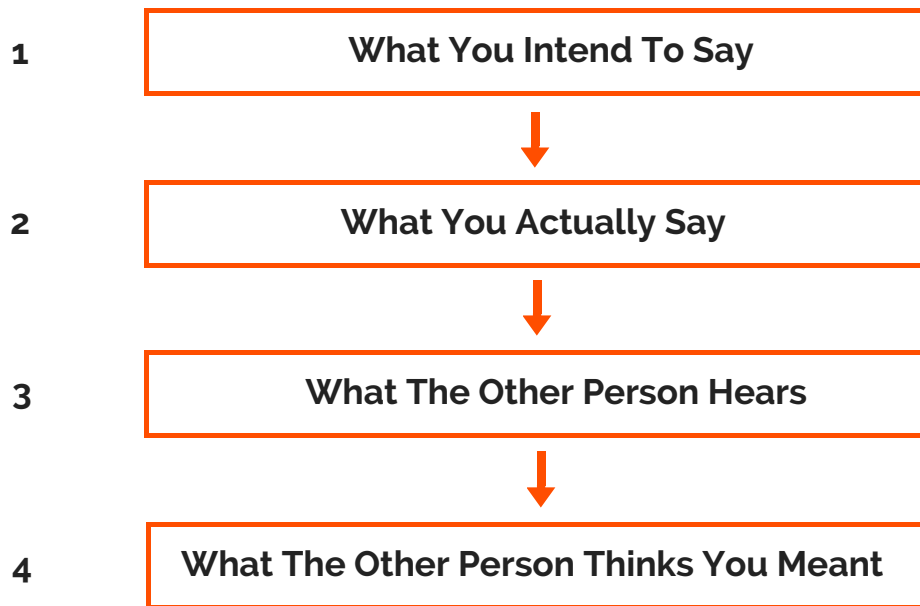 1 What You Intend To Say
2 What You Actually Say
3 What The Other Person Hears
4 What The Other Person Thinks You Meant